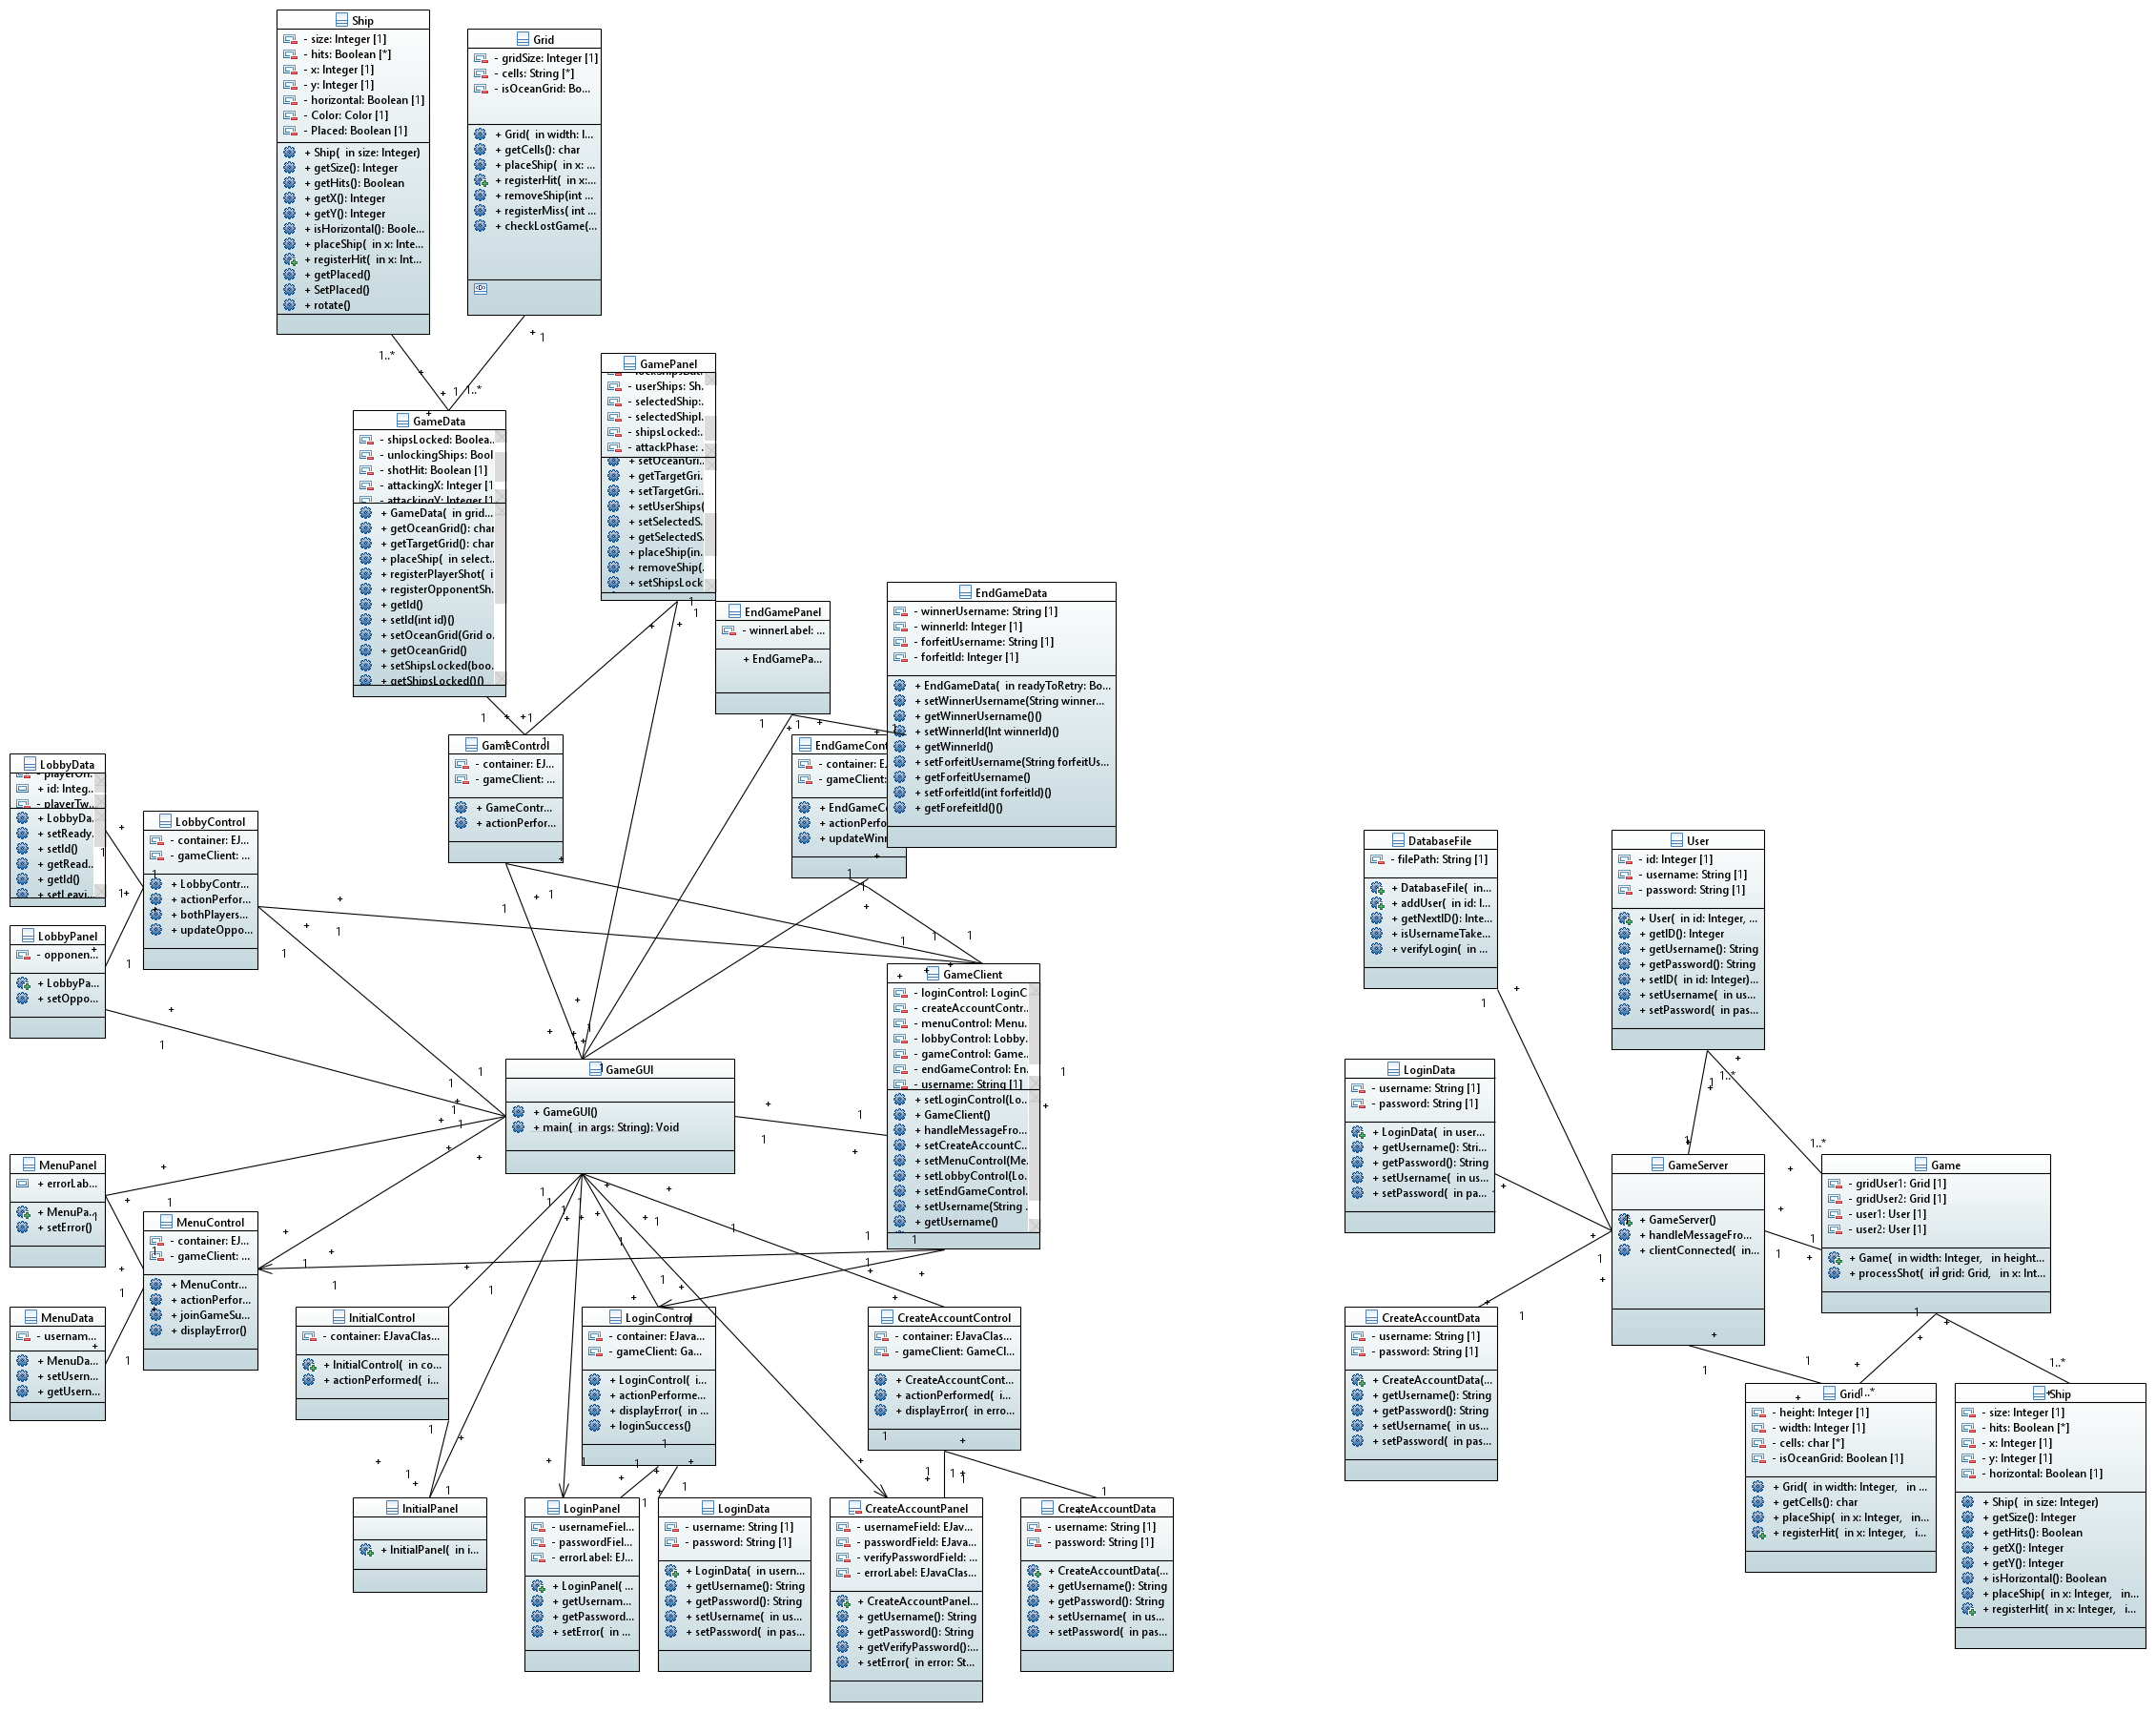 Ship
- size: Integer [1]
- hits: Boolean [*]
- x: Integer [1]
- y: Integer [1]
- horizontal: Boolean [1]
- Color: Color [1]
- Placed: Boolean [1]
+ Ship( in size: Integer)
+ getSize(): Integer
+ getHits(): Boolean
+ getX(): Integer
+ getY(): Integer
+ isHorizontal(): Boole...
+ placeShip( in x: Inte...
+ registerHit( in x: Int...
+ getPlaced()
+ SetPlaced()
+ rotate()
Grid
- gridSize: Integer [1]
- cells: String [*]
- isOceanGrid: Bo...
+ Grid( in width: I...
+ getCells(): char
+ placeShip( in x: ...
+ registerHit( in x:...
+ removeShip(int ...
+ registerMiss( int ...
+ checkLostGame(...
GameData
- shipsLocked: Boolea..
- unlockingShips: Bool
- shotHit: Boolean [1]
- attackingX: Integer [1
- attackingY: Integer [1
+ GameData( in grid...
+ getOceanGrid(): char
+ getTargetGrid(): char
+ placeShip( in select..
+ registerPlayerShot( i
+ registerOpponentSh..
+ getId()
+ setId(int id)()
+ setOceanGrid(Grid o..
+ getOceanGrid()
+ setShipsLocked(boo..
+ getShipsLocked()()
GamePanel
- userShips: Sh.
- selectedShip:.
- selectedShipI.
- shipsLocked:.
- attackPhase: .
+ setOceanGri..
+ getTargetGri..
+ setTargetGri..
+ setUserShips(
+ setSelectedS..
+ getSelectedS..
+ placeShip(in..
+ removeShip(.
+ setShipsLock
EndGamePanel
- winnerLabel: ...
+ EndGamePa...
EndGameData
- winnerUsername: String [1]
- winnerId: Integer [1]
- forfeitUsername: String [1]
- forfeitId: Integer [1]
+ EndGameData( in readyToRetry: Bo...
+ setWinnerUsername(String winner...
+ getWinnerUsername()()
+ setWinnerId(Int winnerId)()
+ getWinnerId()
+ setForfeitUsername(String forfeitUs...
+ getForfeitUsername()
+ setForfeitId(int forfeitId)()
+ getForefeitId()()
GameControl
- container: EJ...
- gameClient: ...
+ GameContr...
+ actionPerfor...
EndGameCont
- container: E
- gameClient:
+ EndGameCo
+ actionPerfo
+ updateWinn
LobbyData
+ id: Integ..
- playerTw..
+ LobbyDa..
+ setReady.
+ setId()
+ getRead..
+ getId()
+ setLeavi..
LobbyControl
- container: EJ...
- gameClient: ...
+ LobbyContr...
+ actionPerfor...
+ bothPlayers...
+ updateOppo...
LobbyPanel
- opponen...
+ LobbyPa...
+ setOppo...
GameClient
- loginControl: LoginC
- createAccountContr..
- menuControl: Menu.
- lobbyControl: Lobby.
- gameControl: Game..
- endGameControl: En.
- username: String [1]
+ setLoginControl(Lo..
+ GameClient()
+ handleMessageFro..
+ setCreateAccountC..
+ setMenuControl(Me.
+ setLobbyControl(Lo.
+ setEndGameControl.
+ setUsername(String .
+ getUsername()
GameGUI
+ GameGUI()
+ main( in args: String): Void
MenuPanel
+ errorLab...
+ MenuPa...
+ setError()
MenuControl
- container: EJ...
- gameClient: ...
+ MenuContr...
+ actionPerfor...
+ joinGameSu...
+ displayError()
MenuData
- usernam...
+ MenuDa...
+ setUsern...
+ getUsern...
InitialControl
- container: EJavaClas...
+ InitialControl( in co...
+ actionPerformed( i...
LoginControl
- container: EJava...
- gameClient: Ga...
+ LoginControl( i...
+ actionPerforme...
+ displayError( in ...
+ loginSuccess()
CreateAccountControl
- container: EJavaClas...
- gameClient: GameCl...
+ CreateAccountCont...
+ actionPerformed( i...
+ displayError( in erro...
InitialPanel
+ InitialPanel( in i...
LoginPanel
- usernameFiel...
- passwordFiel...
- errorLabel: EJ...
+ LoginPanel( ...
+ getUsernam...
+ getPassword...
+ setError( in ...
LoginData
- username: String [1]
- password: String [1]
+ LoginData( in usern...
+ getUsername(): String
+ getPassword(): String
+ setUsername( in us...
+ setPassword( in pas...
CreateAccountPanel
- usernameField: EJav...
- passwordField: EJava...
- verifyPasswordField: ...
- errorLabel: EJavaClas...
+ CreateAccountPanel...
+ getUsername(): String
+ getPassword(): String
+ getVerifyPassword():...
+ setError( in error: St...
CreateAccountData
- username: String [1]
- password: String [1]
+ CreateAccountData(...
+ getUsername(): String
+ getPassword(): String
+ setUsername( in us...
+ setPassword( in pas...
DatabaseFile
- filePath: String [1]
+ DatabaseFile( in...
+ addUser( in id: I...
+ getNextID(): Inte...
+ isUsernameTake...
+ verifyLogin( in ...
User
- id: Integer [1]
- username: String [1]
- password: String [1]
+ User( in id: Integer, ...
+ getID(): Integer
+ getUsername(): String
+ getPassword(): String
+ setID( in id: Integer)...
+ setUsername( in us...
+ setPassword( in pas...
LoginData
- username: String [1]
- password: String [1]
+ LoginData( in user...
+ getUsername(): Stri...
+ getPassword(): String
+ setUsername( in us...
+ setPassword( in pa...
GameServer
+ GameServer()
+ handleMessageFro...
+ clientConnected( in...
Game
- gridUser1: Grid [1]
- gridUser2: Grid [1]
- user1: User [1]
- user2: User [1]
+ Game( in width: Integer, in height...
+ processShot( in grid: Grid, in x: Int...
CreateAccountData
- username: String [1]
- password: String [1]
+ CreateAccountData(...
+ getUsername(): String
+ getPassword(): String
+ setUsername( in us...
+ setPassword( in pas...
Grid
- height: Integer [1]
- width: Integer [1]
- cells: char [*]
- isOceanGrid: Boolean [1]
+ Grid( in width: Integer, in ...
+ getCells(): char
+ placeShip( in x: Integer, in...
+ registerHit( in x: Integer, i...
Ship
- size: Integer [1]
- hits: Boolean [*]
- x: Integer [1]
- y: Integer [1]
- horizontal: Boolean [1]
+ Ship( in size: Integer)
+ getSize(): Integer
+ getHits(): Boolean
+ getX(): Integer
+ getY(): Integer
+ isHorizontal(): Boolean
+ placeShip( in x: Integer, in...
+ registerHit( in x: Integer, i...